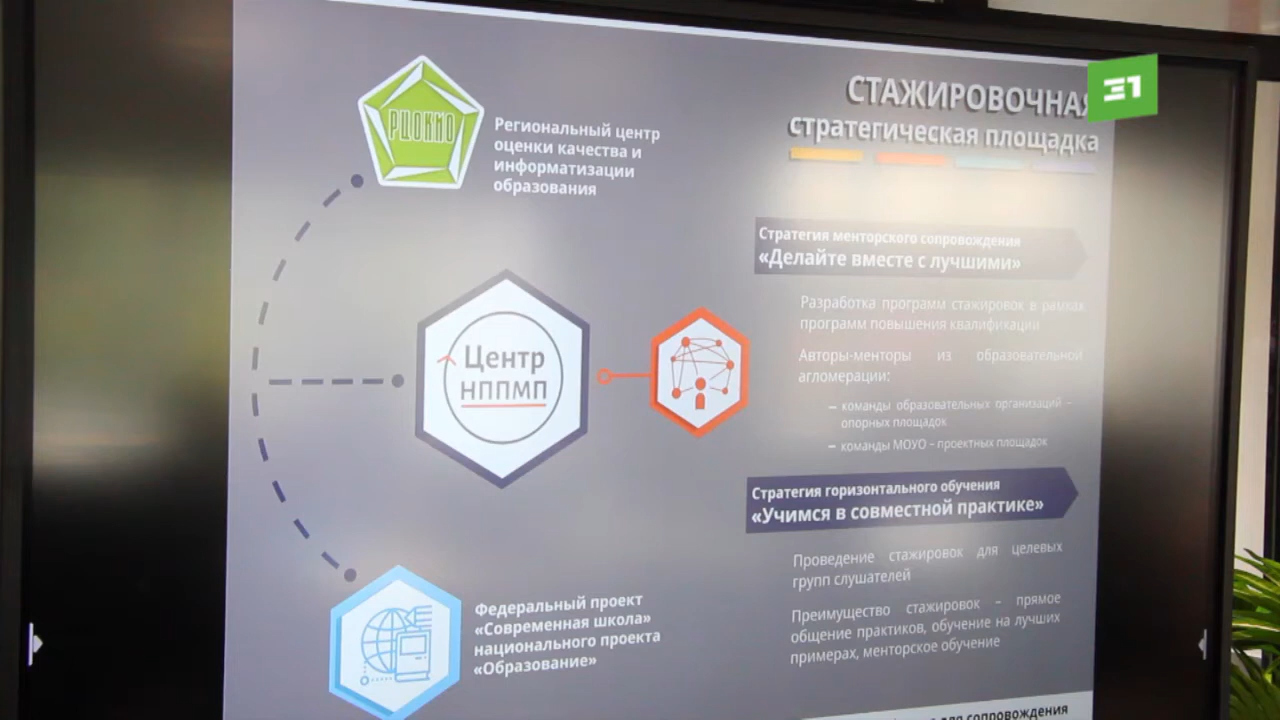 РЦОКИО
Региональный центр
оценки качества и
информатизации
образования
Центр
НППМП
Федеральный проект
«Современная школа»
национального проекта
«Образование»
31
СТАЖИРОВОЧНАЯ
стратегическая площадка
Стратегия менторского сопровождения
«Делайте вместе с лучшими»
Разработка программ стажировок в рамках
программ повышения квалификации
Авторы-менторы из образовательной
агломерации:
– команды образовательных организаций –
опорных площадок
– команды МОУО – проектных площадок
Стратегия горизонтального обучения
«Учимся в совместной практике»
Проведение стажировок для целевых
групп слушателей
Преимущество стажировок – прямое
общение практиков, обучение на лучших
примерах, менторское обучение
для сопровождения